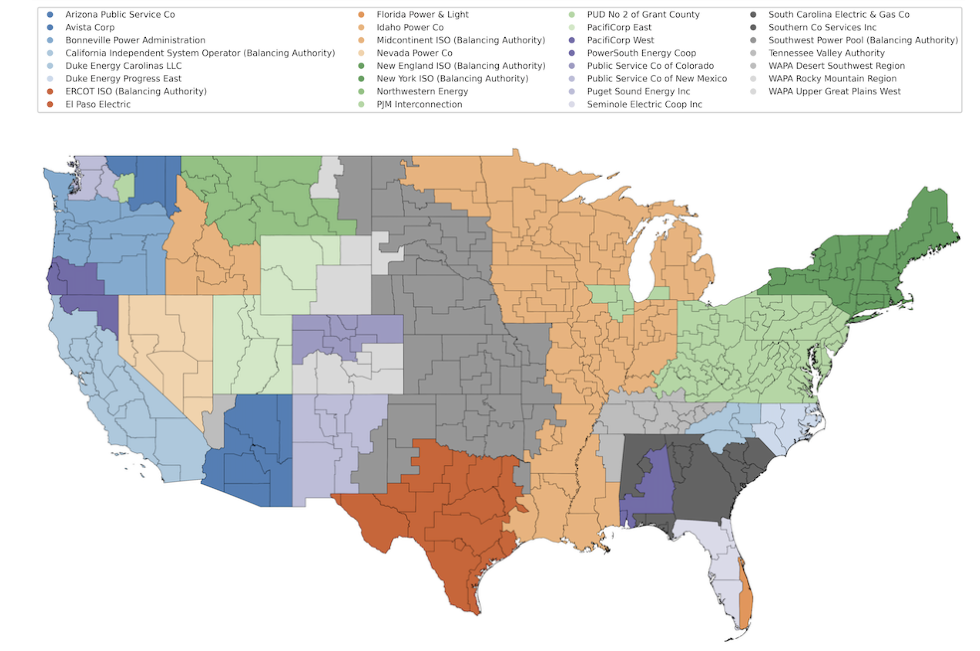 Arizona Public Service Co
Avista Corp
Bonneville Power Administration
California Independent System Operator (Balancing Authority)
Duke Energy Carolinas LLC
Duke Energy Progress East
ERCOT ISO (Balancing Authority)
El Paso Electric
Florida Power & Light
Idaho Power Co
Midcontinent ISO (Balancing Authority)
Nevada Power Co
New England ISO (Balancing Authority)
New York ISO (Balancing Authority)
Northwestern Energy
PJM Interconnection
PUD No 2 of Grant County
PacifiCorp East
PacifiCorp West
PowerSouth Energy Coop
Public Service Co of Colorado
Public Service Co of New Mexico
Puget Sound Energy Inc
Seminole Electric Coop Inc
South Carolina Electric & Gas Co
Southern Co Services Inc
Southwest Power Pool (Balancing Authority)
Tennessee Valley Authority
WAPA Desert Southwest Region
WAPA Rocky Mountain Region
WAPA Upper Great Plains West